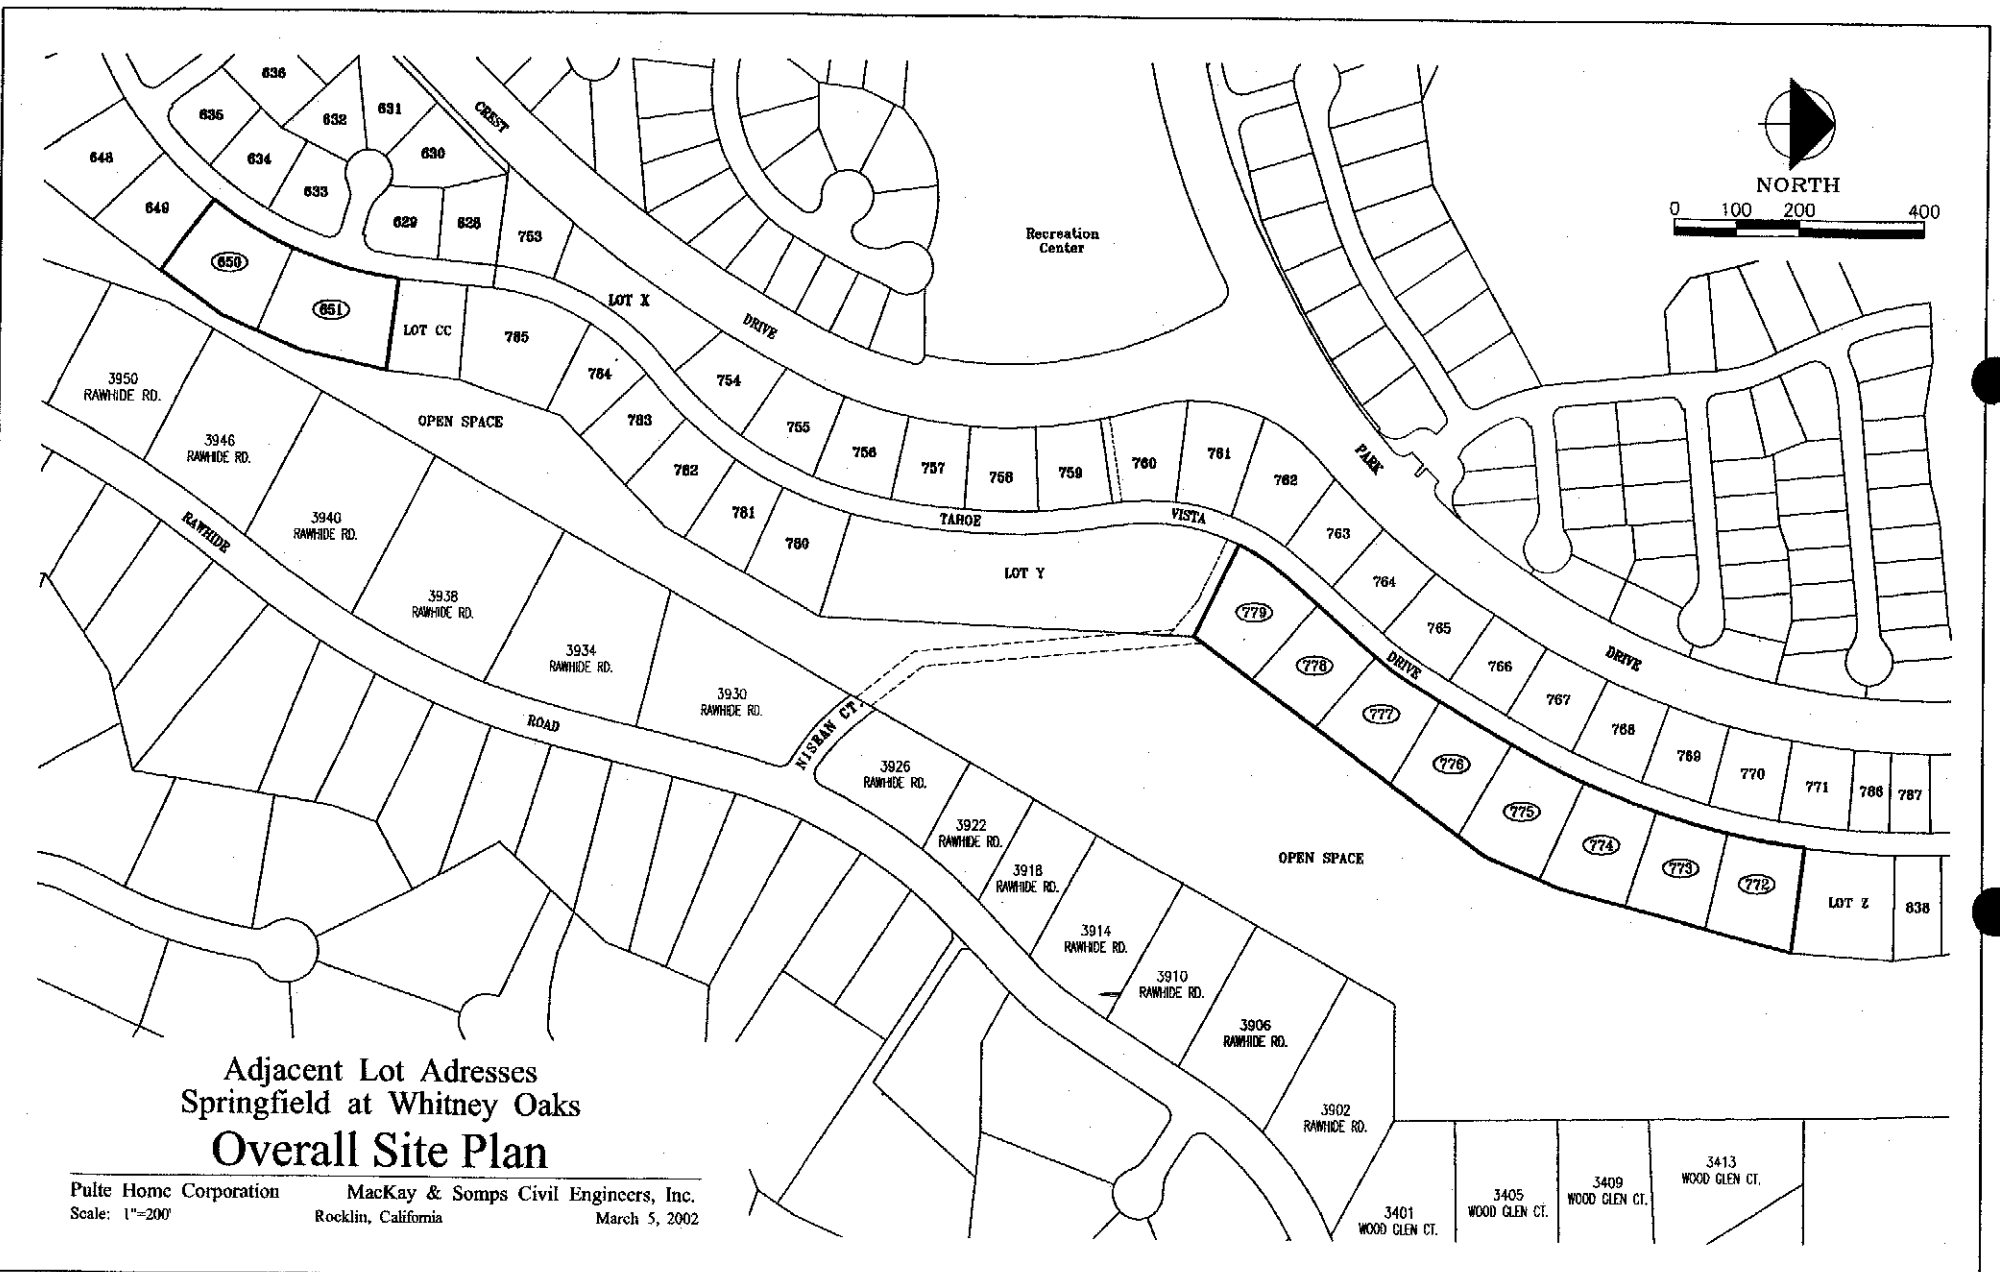 636
635
632
631
CREST
630
648
634
633
649
629
628
753
Recreation
Center
NORTH
0 100 200 400
650
651
LOT X
LOT CC
785
DRIVE
784
754
783
755
756
757
758
759
760
761
762
PARK
763
764
765
766
767
768
769
770
771
786
787
782
781
780
TAHOE
VISTA
DRIVE
DRIVE
LOT Y
OPEN SPACE
3950
RAWHIDE RD.
3946
RAWHIDE RD.
3940
RAWHIDE RD.
3938
RAWHIDE RD.
3934
RAWHIDE RD.
3930
RAWHIDE RD.
RAWHIDE
ROAD
NISBAN CT.
779
778
777
776
775
774
773
772
LOT Z
838
OPEN SPACE
3926
RAWHIDE RD.
3922
RAWHIDE RD.
3918
RAWHIDE RD.
3914
RAWHIDE RD.
3910
RAWHIDE RD.
3906
RAWHIDE RD.
3902
RAWHIDE RD.
3401
WOOD GLEN CT.
3405
WOOD GLEN CT.
3409
WOOD GLEN CT.
3413
WOOD GLEN CT.
Adjacent Lot Adresses
Springfield at Whitney Oaks
Overall Site Plan
Pulte Home Corporation MacKay & Somps Civil Engineers, Inc.
Scale: 1"=200' Rocklin, California March 5, 2002